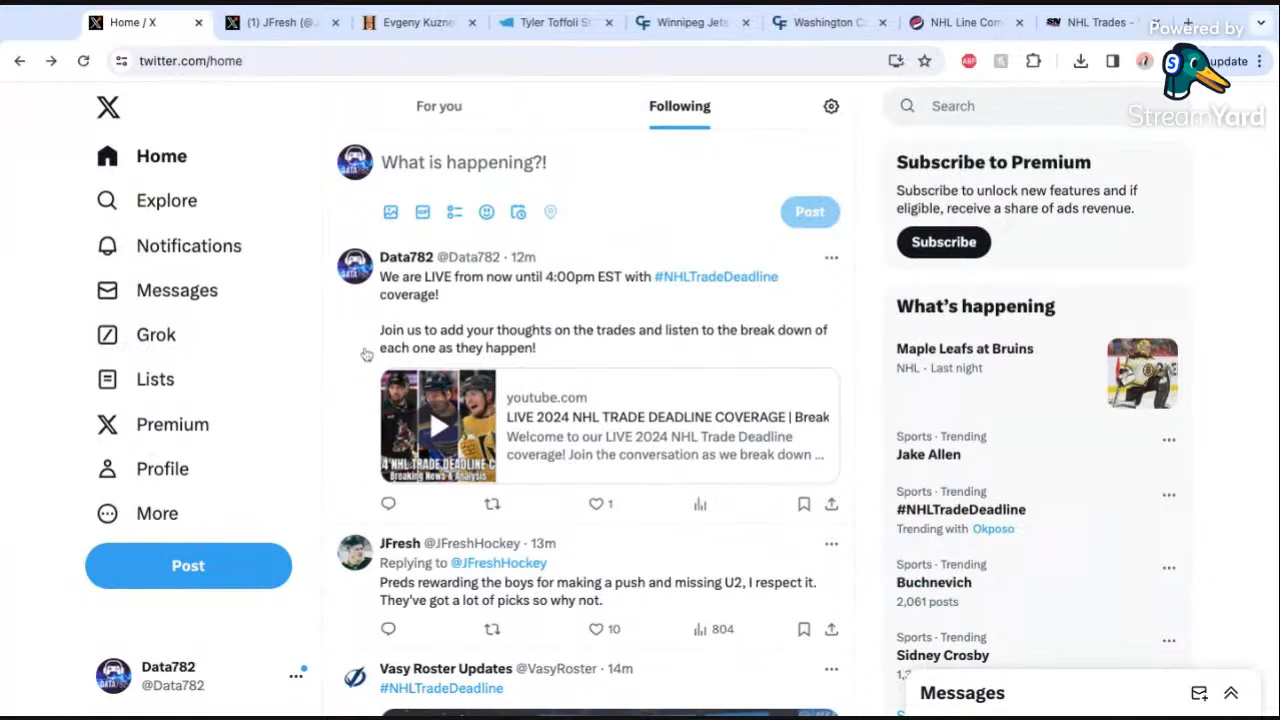 Home / X
(1) JFresh (@J
Evgeny Kuzne
Tyler Toffoli S
Winnipeg Jets
Washington C
NHL Line Com
NHL Trades -
Powered by
StreamYard
twitter.com/home
ABP
update
For you
Following
Search
Home
Explore
Notifications
Messages
Grok
Lists
Premium
Profile
More
Post
Data782
@Data782
What is happening?!
Post
Data782 @Data782 · 12m
We are LIVE from now until 4:00pm EST with #NHLTradeDeadline
coverage!
Join us to add your thoughts on the trades and listen to the break down of
each one as they happen!
4 NHL TRADE DEADLINE C
Breaking News & Analysis
youtube.com
LIVE 2024 NHL TRADE DEADLINE COVERAGE | Break
Welcome to our LIVE 2024 NHL Trade Deadline
coverage! Join the conversation as we break down ...
1
JFresh @JFreshHockey · 13m
Replying to @JFreshHockey
Preds rewarding the boys for making a push and missing U2, I respect it.
They've got a lot of picks so why not.
10
804
Vasy Roster Updates @VasyRoster · 14m
#NHLTradeDeadline
Subscribe to Premium
Subscribe to unlock new features and if
eligible, receive a share of ads revenue.
Subscribe
What's happening
Maple Leafs at Bruins
NHL · Last night
Sports · Trending
Jake Allen
Sports · Trending
#NHLTradeDeadline
Trending with Okposo
Sports · Trending
Buchnevich
2,061 posts
Sports · Trending
Sidney Crosby
Messages